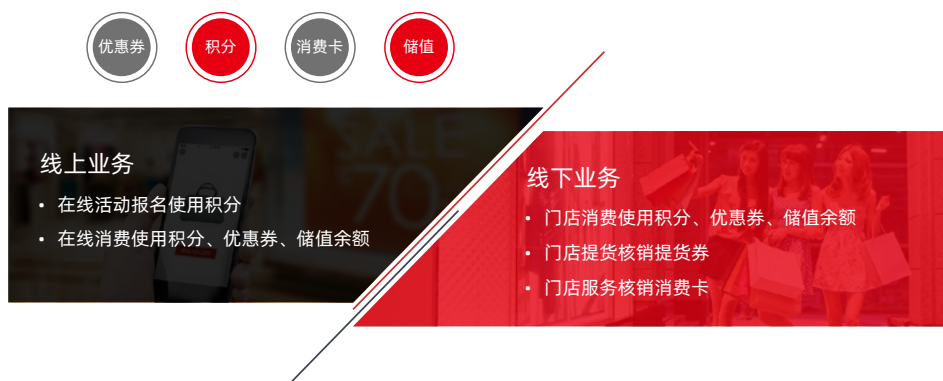 优惠券
积分
消费卡
储值
SALE
70
线上业务
• 在线活动报名使用积分
• 在线消费使用积分、优惠券、储值余额
线下业务
• 门店消费使用积分、优惠券、储值余额
• 门店提货核销提货券
• 门店服务核销消费卡